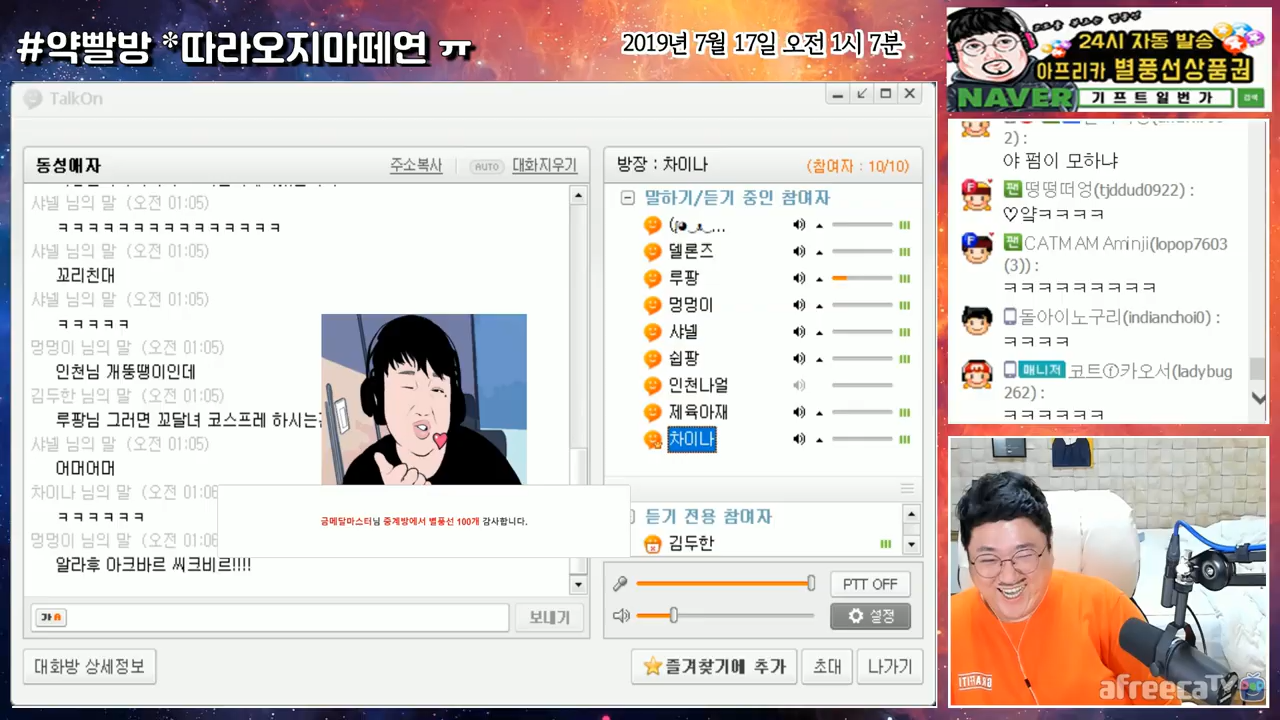 #약빨방 *따라오지마떼연 ㅠ
2019년 7월 17일 오전 1시 7분
24시 자동 발송
아프리카 별풍선상품권
NAVER 기프트일번가 검색
TalkOn
동성애자 주소복사 AUTO 대화지우기
샤넬 님의 말 (오전 01:05)
ㅋㅋㅋㅋㅋㅋㅋㅋㅋㅋㅋㅋㅋㅋ
샤넬 님의 말 (오전 01:05)
꼬리친대
샤넬 님의 말 (오전 01:05)
ㅋㅋㅋㅋㅋ
멍멍이 님의 말 (오전 01:05)
인천님 개뚱땡이인데
김두한 님의 말 (오전 01:05)
루팡님 그러면 꼬달녀 코스프레 하시는
샤넬 님의 말 (오전 01:05)
어머어머
차이나 님의 말 (오전 01:06
ㅋㅋㅋㅋㅋㅋ
멍멍이 님의 말 (오전 01:06
알라후 아크바르 씨크비르!!!!
금메달마스터님 중계방에서 별풍선 100개 감사합니다.
가 보내기
대화방 상세정보
방장 : 차이나 (참여자 : 10/10)
말하기/듣기 중인 참여자
델론즈
루팡
멍멍이
샤넬
쉽팡
인천나얼
제육아재
차이나
듣기 전용 참여자
김두한
PTT OFF
설정
즐겨찾기에 추가 초대 나가기
2) :
야 펌이 모하냐
팬 떵떵떠엉(tjddud0922) :
♡얔ㅋㅋㅋㅋ
팬 CATM AM Aminji(lopop7603
(3)) :
ㅋㅋㅋㅋㅋㅋㅋㅋㅋ
돌아이노구리(indianchoi0) :
ㅋㅋㅋㅋ
매니저 코트ⓕ카오서(ladybug
262) :
ㅋㅋㅋㅋㅋㅋ
afreecaTV